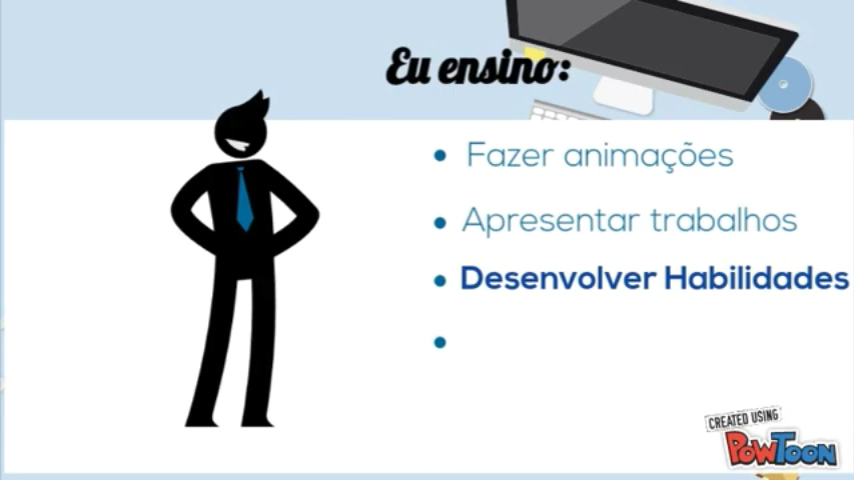 Eu ensino:
Fazer animações
Apresentar trabalhos
Desenvolver Habilidades
CREATED USING
POWTOON